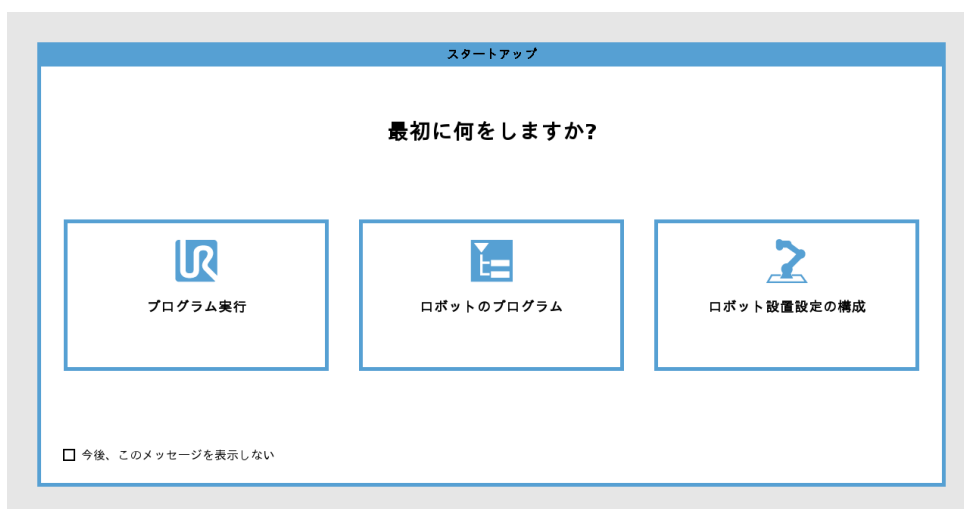 スタートアップ
最初に何をしますか?
UR
プログラム実行
ロボットのプログラム
ロボット設置設定の構成
今後、このメッセージを表示しない